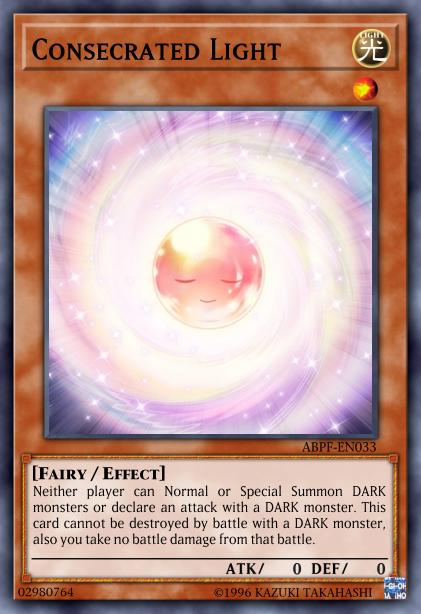 Consecrated Light
LIGHT
光
ABPF-EN033
[Fairy / Effect]
Neither player can Normal or Special Summon DARK
monsters or declare an attack with a DARK monster. This
card cannot be destroyed by battle with a DARK monster,
also you take no battle damage from that battle.
ATK/ 0 DEF/ 0
02980764
©1996 KAZUKI TAKAHASHI